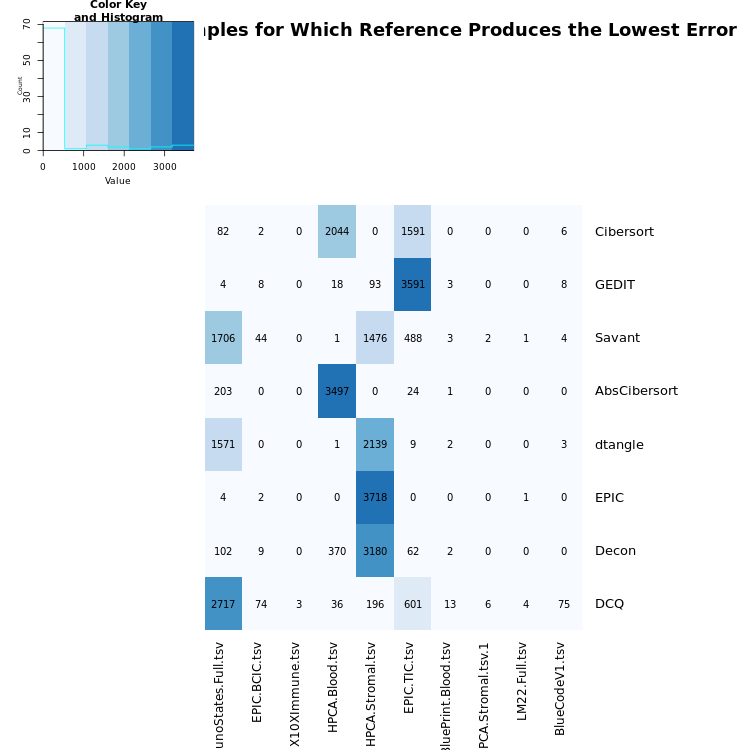 Color Key
and Histogram
ples for Which Reference Produces the Lowest Error
Count
0 10 30 50 70
0 1000 2000 3000
Value
82 2 0 2044 0 1591 0 0 0 6 Cibersort
4 8 0 18 93 3591 3 0 0 8 GEDIT
1706 44 0 1 1476 488 3 2 1 4 Savant
203 0 0 3497 0 24 1 0 0 0 AbsCibersort
1571 0 0 1 2139 9 2 0 0 3 dtangle
4 2 0 0 3718 0 0 0 1 0 EPIC
102 9 0 370 3180 62 2 0 0 0 Decon
2717 74 3 36 196 601 13 6 4 75 DCQ
unoStates.Full.tsv
EPIC.BCIC.tsv
X10XImmune.tsv
HPCA.Blood.tsv
HPCA.Stromal.tsv
EPIC.TIC.tsv
luePrint.Blood.tsv
PCA.Stromal.tsv.1
LM22.Full.tsv
BlueCodeV1.tsv